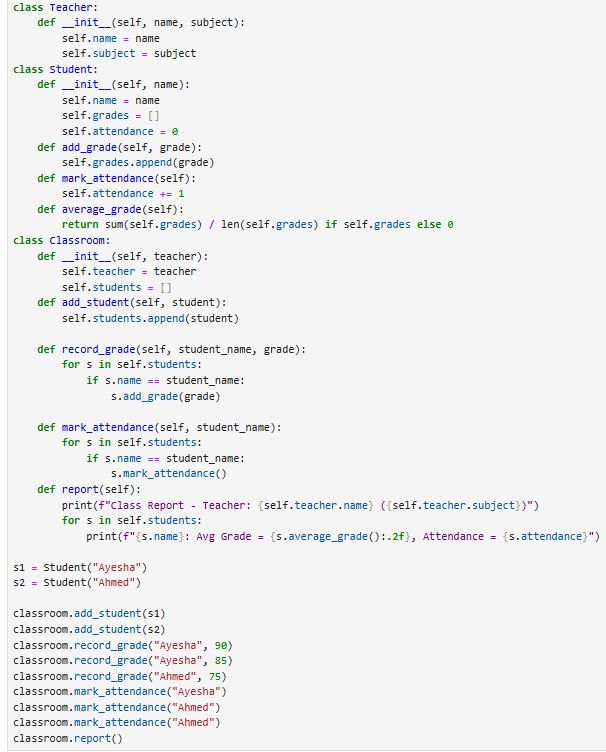 class Teacher:
    def __init__(self, name, subject):
        self.name = name
        self.subject = subject
class Student:
    def __init__(self, name):
        self.name = name
        self.grades = []
        self.attendance = 0
    def add_grade(self, grade):
        self.grades.append(grade)
    def mark_attendance(self):
        self.attendance += 1
    def average_grade(self):
        return sum(self.grades) / len(self.grades) if self.grades else 0
class Classroom:
    def __init__(self, teacher):
        self.teacher = teacher
        self.students = []
    def add_student(self, student):
        self.students.append(student)

    def record_grade(self, student_name, grade):
        for s in self.students:
            if s.name == student_name:
                s.add_grade(grade)

    def mark_attendance(self, student_name):
        for s in self.students:
            if s.name == student_name:
                s.mark_attendance()
    def report(self):
        print(f"Class Report - Teacher: {self.teacher.name} ({self.teacher.subject})")
        for s in self.students:
            print(f"{s.name}: Avg Grade = {s.average_grade():.2f}, Attendance = {s.attendance}")

s1 = Student("Ayesha")
s2 = Student("Ahmed")

classroom.add_student(s1)
classroom.add_student(s2)
classroom.record_grade("Ayesha", 90)
classroom.record_grade("Ayesha", 85)
classroom.record_grade("Ahmed", 75)
classroom.mark_attendance("Ayesha")
classroom.mark_attendance("Ahmed")
classroom.mark_attendance("Ahmed")
classroom.report()